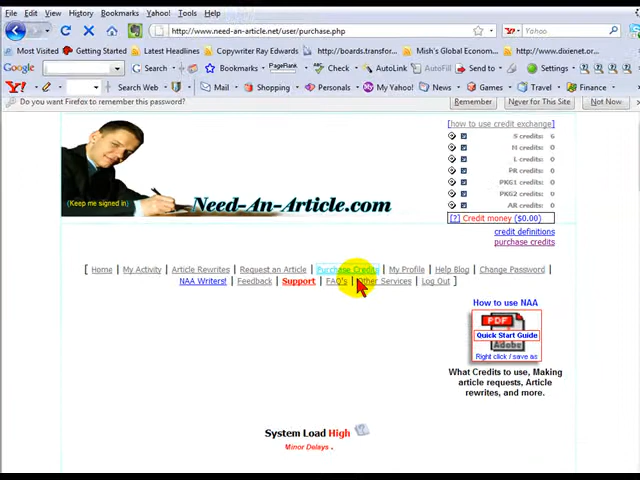 File Edit View History Bookmarks Yahoo! Tools Help
http://www.need-an-article.net/user/purchase.php Yahoo
Most Visited Getting Started Latest Headlines Copywriter Ray Edwards http://boards.transfor... Mish's Global Econom... http://www.dixienet.or...
Google Search Bookmarks PageRank Check AutoLink AutoFill Send to Settings
Y! Search Web Mail Shopping Personals My Yahoo! News Games Travel Finance
Do you want Firefox to remember this password? Remember Never for This Site Not Now
[how to use credit exchange]
S credits: 6
M credits: 0
L credits: 0
PR credits: 0
PKG1 credits: 0
PKG2 credits: 0
AR credits: 0
(Keep me signed in) Need-An-Article.com
[?] Credit money ($0.00)
credit definitions
purchase credits
[ Home | My Activity | Article Rewrites | Request an Article | Purchase Credits | My Profile | Help Blog | Change Password |
NAA Writers! | Feedback | Support | FAQ's | Other Services | Log Out ]
How to use NAA
PDF
Quick Start Guide
Adobe
Right click / save as
What Credits to use, Making
article requests, Article
rewrites, and more.
System Load High
Minor Delays .